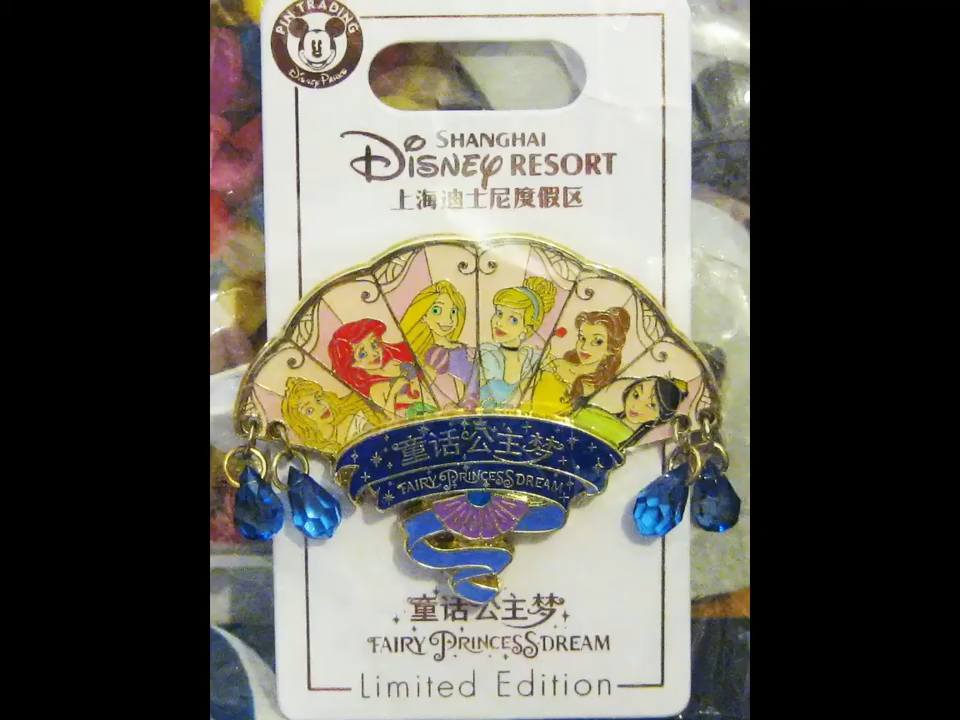 PIN TRADING
Disney Parks
SHANGHAI
Disney RESORT
上海迪士尼度假区
童话公主梦
FAIRY PRINCESS DREAM
童话公主梦
FAIRY PRINCESS DREAM
Limited Edition